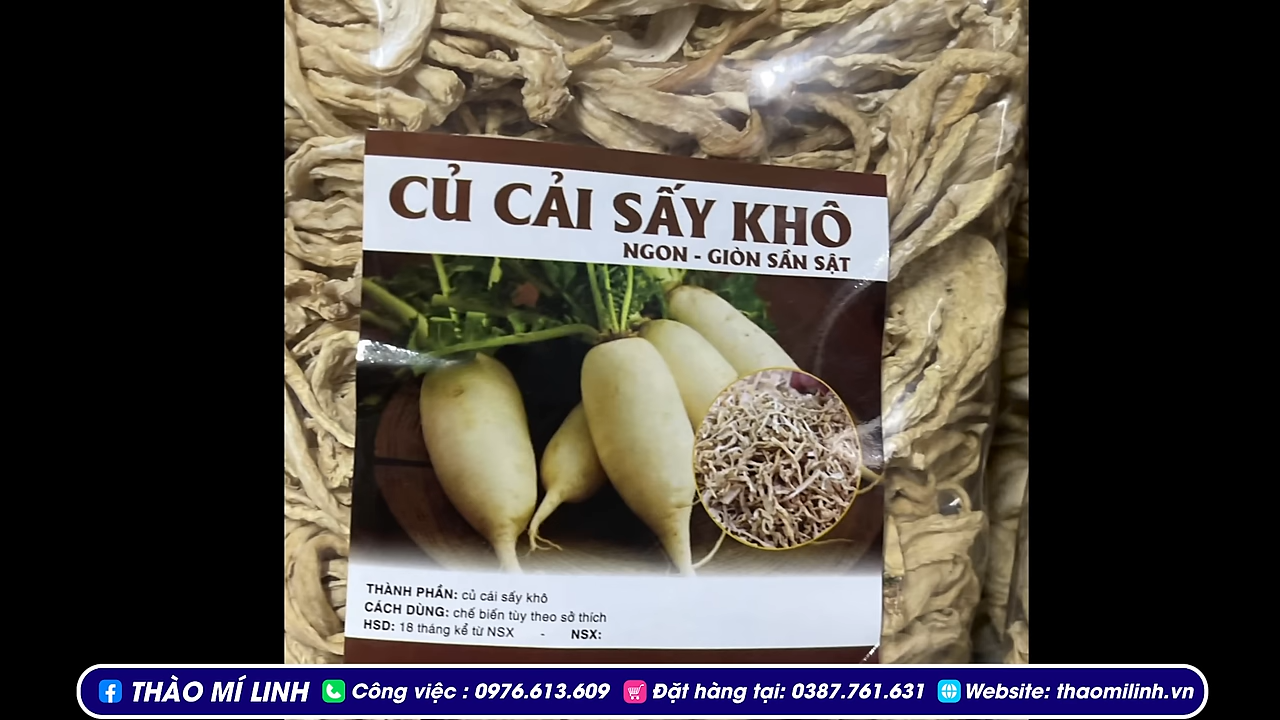 CỦ CẢI SẤY KHÔ
NGON - GIÒN SẦN SẬT
THÀNH PHẦN: củ cải sấy khô
CÁCH DÙNG: chế biến tùy theo sở thích
HSD: 18 tháng kể từ NSX - NSX:
THÀO MÍ LINH Công việc : 0976.613.609 Đặt hàng tại: 0387.761.631 Website: thaomilinh.vn